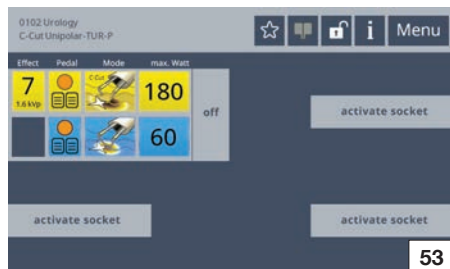 0102 Urology
C-Cut Unipolar-TUR-P
i
Menu
Effect Pedal Mode max. Watt
7
1.6 kVp
C-Cut
180
off
60
activate socket
activate socket
activate socket
53